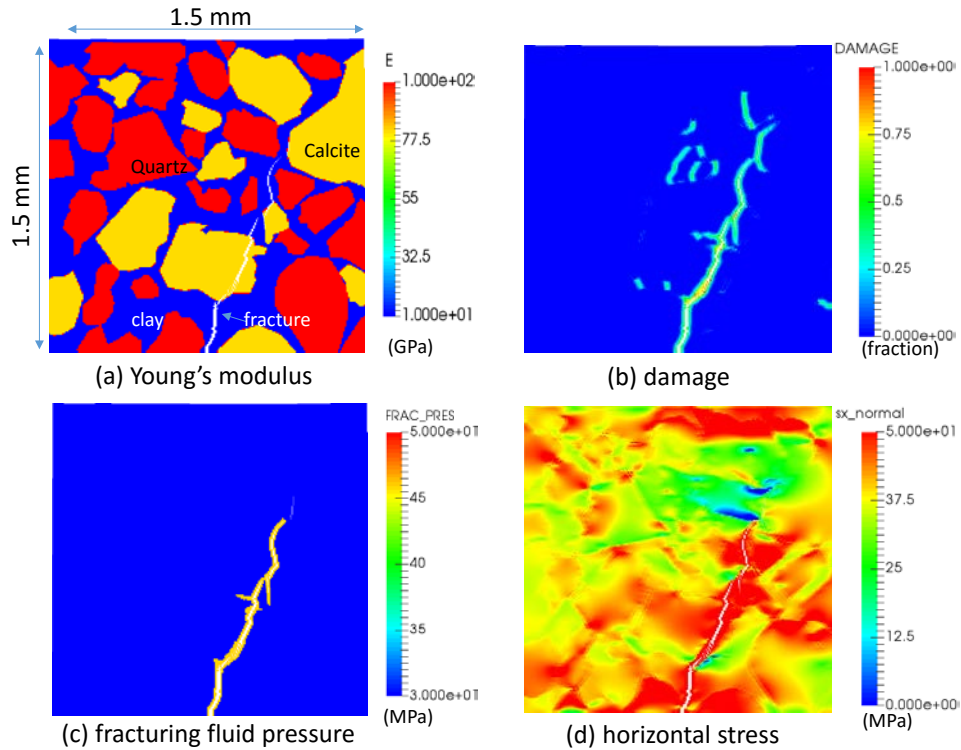 1.5 mm
1.5 mm
E
1.000e+02
77.5
55
32.5
1.000e+01
(GPa)
Quartz
Calcite
clay
fracture
(a) Young's modulus
DAMAGE
1.000e+00
0.75
0.5
0.25
0.000e+00
(fraction)
(b) damage
FRAC_PRES
5.000e+01
45
40
35
3.000e+01
(MPa)
(c) fracturing fluid pressure
sx_normal
5.000e+01
37.5
25
12.5
0.000e+00
(MPa)
(d) horizontal stress